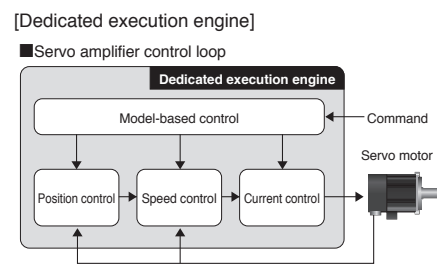 [Dedicated execution engine]
■Servo amplifier control loop
Dedicated execution engine
Model-based control
Command
Servo motor
Position control
Speed control
Current control